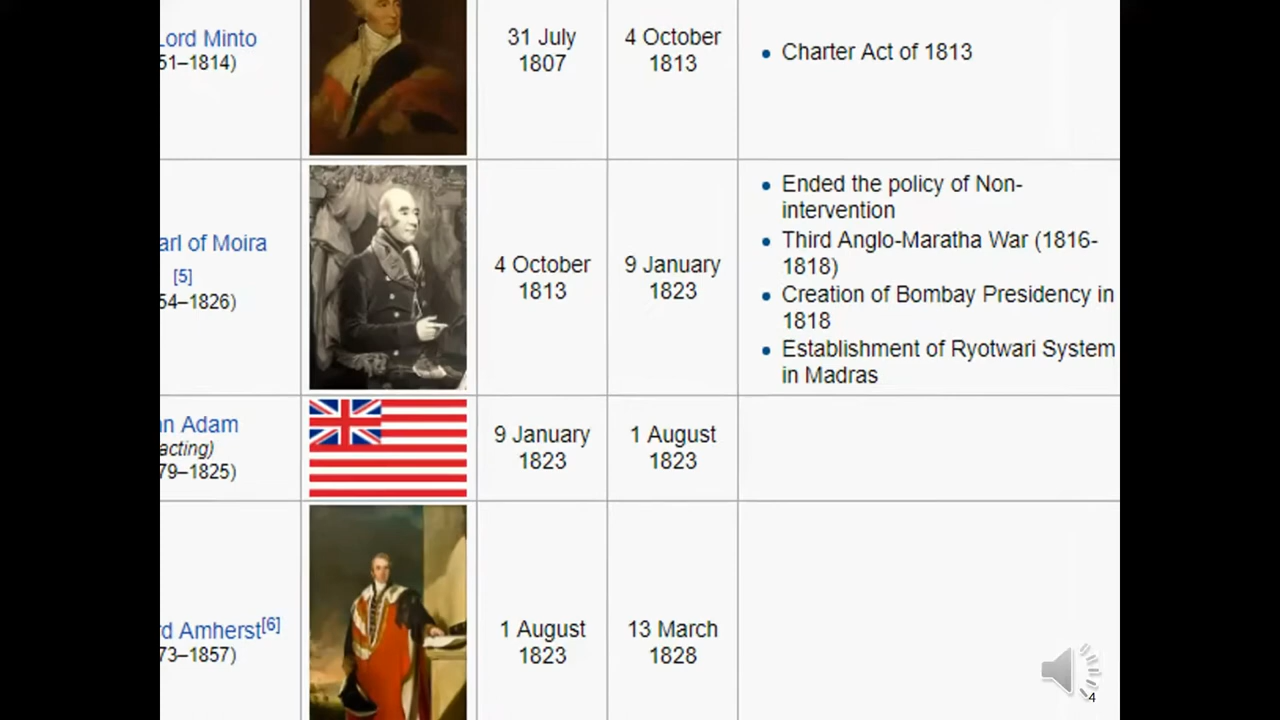 Lord Minto
51–1814)
31 July
1807
4 October
1813
Charter Act of 1813
arl of Moira
[5]
54–1826)
4 October
1813
9 January
1823
Ended the policy of Non-
intervention
Third Anglo-Maratha War (1816-
1818)
Creation of Bombay Presidency in
1818
Establishment of Ryotwari System
in Madras
n Adam
acting)
79–1825)
9 January
1823
1 August
1823
rd Amherst[6]
73–1857)
1 August
1823
13 March
1828
4